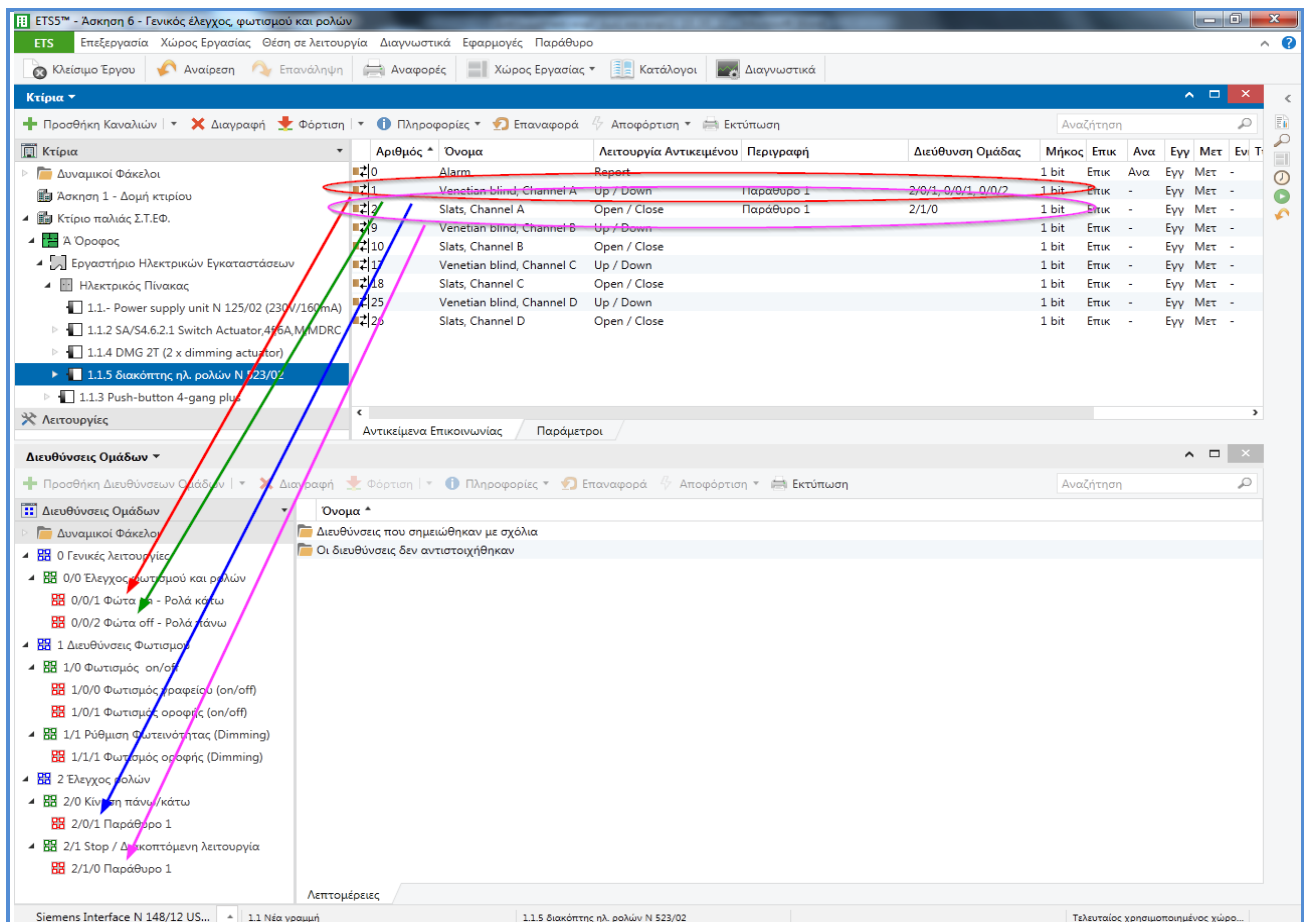 ETS5™ - Άσκηση 6 - Γενικός έλεγχος, φωτισμού και ρολών
ETS Επεξεργασία Χώρος Εργασίας Θέση σε λειτουργία Διαγνωστικά Εφαρμογές Παράθυρο
Κλείσιμο Έργου Αναίρεση Επανάληψη Αναφορές Χώρος Εργασίας Κατάλογοι Διαγνωστικά
Κτίρια
Προσθήκη Καναλιών Διαγραφή Φόρτιση Πληροφορίες Επαναφορά Αποφόρτιση Εκτύπωση Αναζήτηση
Κτίρια
Δυναμικοί Φάκελοι
Άσκηση 1 - Δομή κτιρίου
Κτίριο παλιάς Σ.Τ.ΕΦ.
Ά Όροφος
Εργαστήριο Ηλεκτρικών Εγκαταστάσεων
Ηλεκτρικός Πίνακας
1.1.- Power supply unit N 125/02 (230V/160mA)
1.1.2 SA/S4.6.2.1 Switch Actuator,4f,6A,M,MDRC
1.1.4 DMG 2T (2 x dimming actuator)
1.1.5 διακόπτης ηλ. ρολών N 523/02
1.1.3 Push-button 4-gang plus
Λειτουργίες
Αριθμός Όνομα Λειτουργία Αντικειμένου Περιγραφή Διεύθυνση Ομάδας Μήκος Επικ Ανα Εγγ Μετ Ενι
0 Alarm Report 1 bit Επικ Ανα Εγγ Μετ -
1 Venetian blind, Channel A Up / Down Παράθυρο 1 2/0/1, 0/0/1, 0/0/2 1 bit Επικ - Εγγ Μετ -
2 Slats, Channel A Open / Close Παράθυρο 1 2/1/0 1 bit Επικ - Εγγ Μετ -
9 Venetian blind, Channel B Up / Down 1 bit Επικ - Εγγ Μετ -
10 Slats, Channel B Open / Close 1 bit Επικ - Εγγ Μετ -
17 Venetian blind, Channel C Up / Down 1 bit Επικ - Εγγ Μετ -
18 Slats, Channel C Open / Close 1 bit Επικ - Εγγ Μετ -
25 Venetian blind, Channel D Up / Down 1 bit Επικ - Εγγ Μετ -
26 Slats, Channel D Open / Close 1 bit Επικ - Εγγ Μετ -
Αντικείμενα Επικοινωνίας Παράμετροι
Διευθύνσεις Ομάδων
Προσθήκη Διευθύνσεων Ομάδων Διαγραφή Φόρτιση Πληροφορίες Επαναφορά Αποφόρτιση Εκτύπωση Αναζήτηση
Διευθύνσεις Ομάδων
Δυναμικοί Φάκελοι
0 Γενικές λειτουργίες
0/0 Έλεγχος φωτισμού και ρολών
0/0/1 Φώτα on - Ρολά κάτω
0/0/2 Φώτα off - Ρολά πάνω
1 Διευθύνσεις Φωτισμού
1/0 Φωτισμός on/off
1/0/0 Φωτισμός γραφείου (on/off)
1/0/1 Φωτισμός οροφής (on/off)
1/1 Ρύθμιση Φωτεινότητας (Dimming)
1/1/1 Φωτισμός οροφής (Dimming)
2 Έλεγχος ρολών
2/0 Κίνηση πάνω/κάτω
2/0/1 Παράθυρο 1
2/1 Stop / Διακοπτόμενη λειτουργία
2/1/0 Παράθυρο 1
Όνομα
Διευθύνσεις που σημειώθηκαν με σχόλια
Οι διευθύνσεις δεν αντιστοιχήθηκαν
Λεπτομέρειες
Siemens Interface N 148/12 US... 1.1 Νέα γραμμή 1.1.5 διακόπτης ηλ. ρολών N 523/02 Τελευταίος χρησιμοποιημένος χώρο...